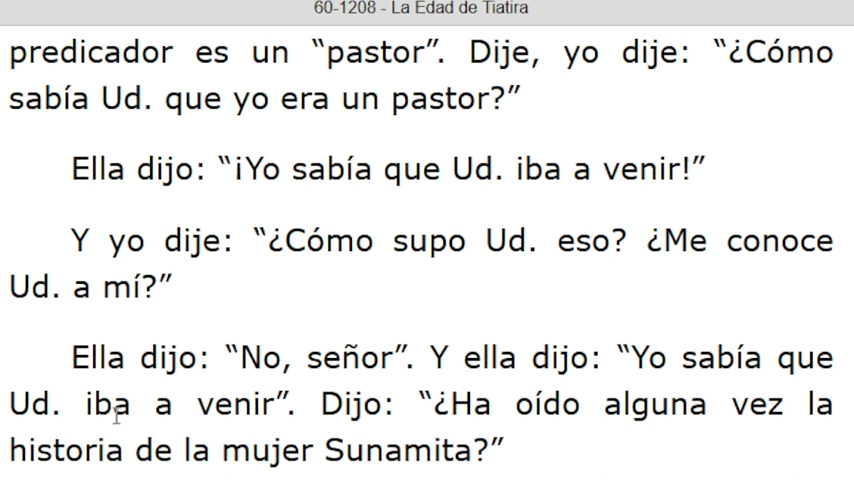 60-1208 - La Edad de Tiatira
predicador es un “pastor”. Dije, yo dije: “¿Cómo
sabía Ud. que yo era un pastor?”
Ella dijo: “¡Yo sabía que Ud. iba a venir!”
Y yo dije: “¿Cómo supo Ud. eso? ¿Me conoce
Ud. a mí?”
Ella dijo: “No, señor”. Y ella dijo: “Yo sabía que
Ud. iba a venir”. Dijo: “¿Ha oído alguna vez la
historia de la mujer Sunamita?”